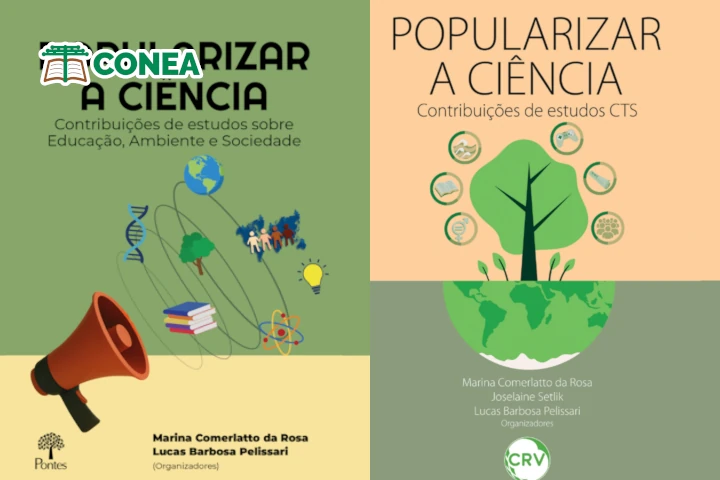 CONEA
POPULARIZAR
A CIÊNCIA
Contribuições de estudos sobre
Educação, Ambiente e Sociedade
Pontes
Marina Comerlatto da Rosa
Lucas Barbosa Pelissari
(Organizadores)
POPULARIZAR
A CIÊNCIA
Contribuições de estudos CTS
Marina Comerlatto da Rosa
Joselaine Setlik
Lucas Barbosa Pelissari
Organizadores
CRV